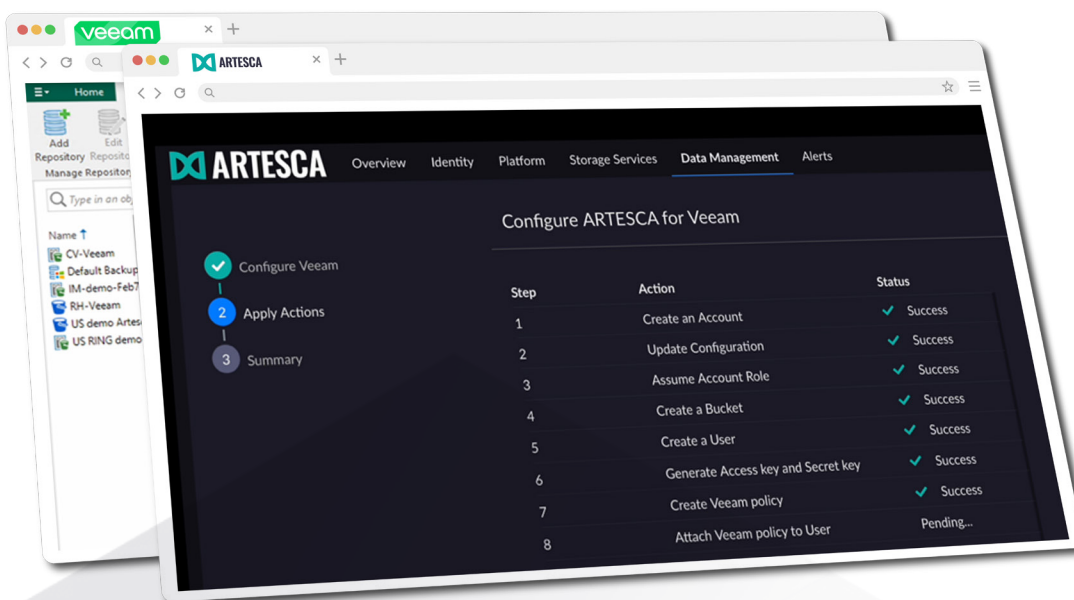 veeam
ARTESCA
Home
Add Repository
Edit
Manage
Type in an
Name
CV-Veeam
Default Backup
IM-demo-Feb7
RH-Veeam
US demo
US RING demo
ARTESCA
Overview Identity Platform Storage Services Data Management Alerts
Configure ARTESCA for Veeam
Configure Veeam
2 Apply Actions
3 Summary
Step Action Status
1 Create an Account Success
2 Update Configuration Success
3 Assume Account Role Success
4 Create a Bucket Success
5 Create a User Success
6 Generate Access key and Secret key Success
7 Create Veeam policy Success
8 Attach Veeam policy to User Pending...